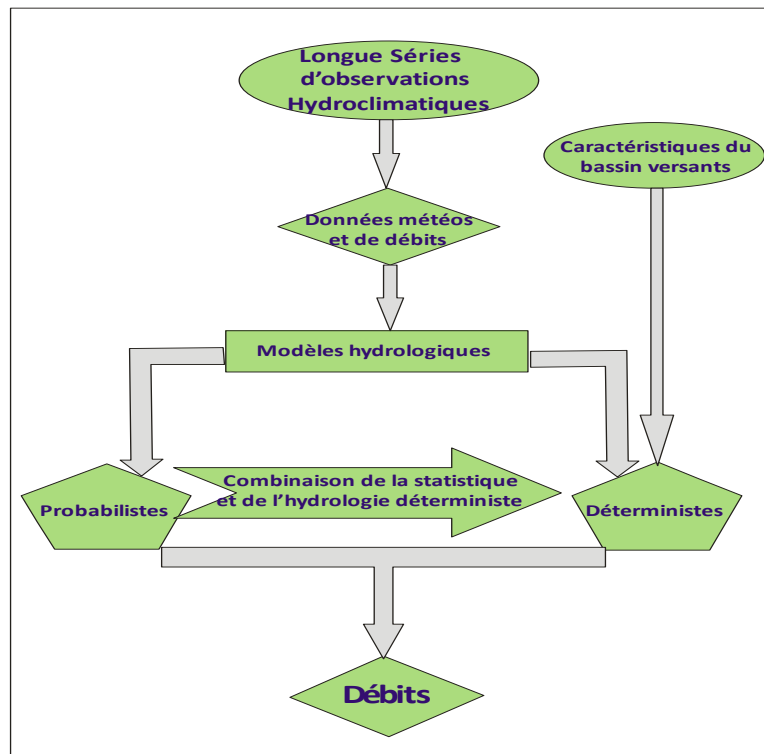 Longue Séries
d'observations
Hydroclimatiques
Caractéristiques du
bassin versants
Données météos
et de débits
Modèles hydrologiques
Probabilistes
Combinaison de la statistique
et de l'hydrologie déterministe
Déterministes
Débits